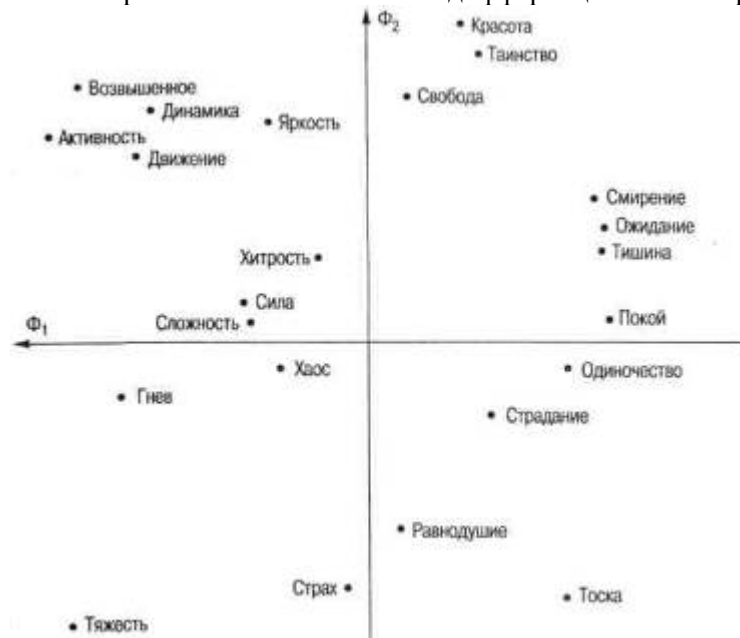 Ф2
Красота
Таинство
Возвышенное
Динамика
Свобода
Яркость
Активность
Движение
Смирение
Ожидание
Тишина
Хитрость
Сила
Сложность
Покой
Ф1
Хаос
Одиночество
Гнев
Страдание
Равнодушие
Страх
Тоска
Тяжесть